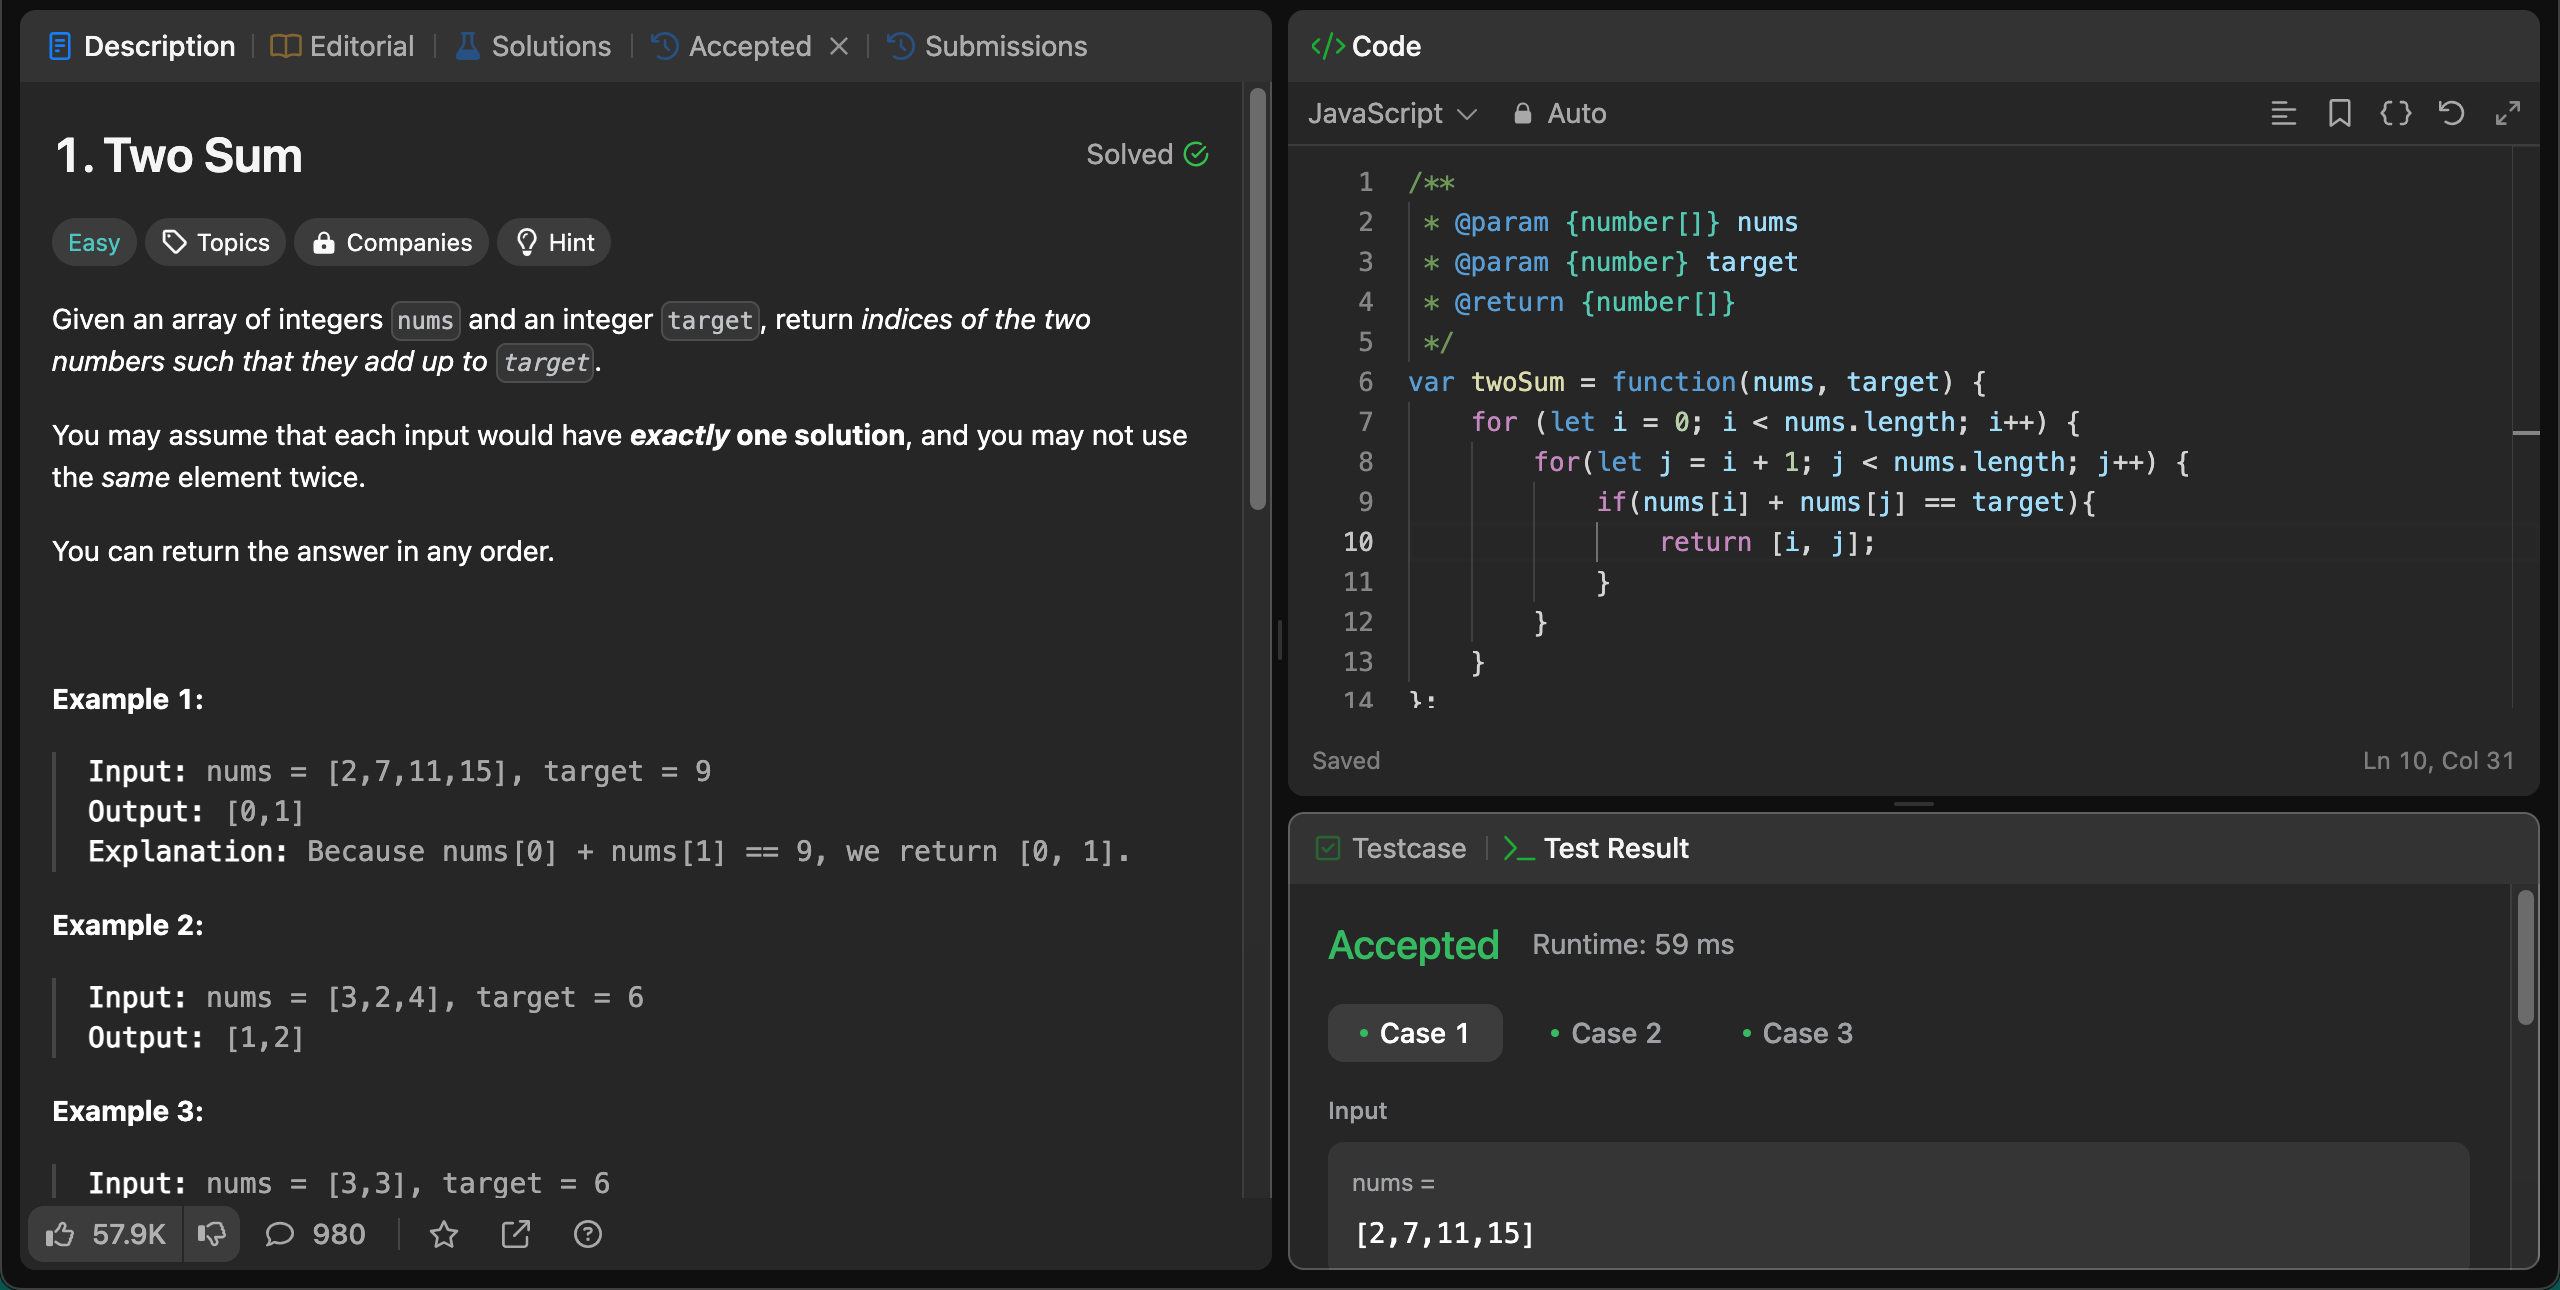 Description
Editorial
Solutions
Accepted
Submissions
1. Two Sum
Solved
Easy
Topics
Companies
Hint
Given an array of integers nums and an integer target, return indices of the two
numbers such that they add up to target.
You may assume that each input would have exactly one solution, and you may not use
the same element twice.
You can return the answer in any order.
Example 1:
Input: nums = [2,7,11,15], target = 9
Output: [0,1]
Explanation: Because nums[0] + nums[1] == 9, we return [0, 1].
Example 2:
Input: nums = [3,2,4], target = 6
Output: [1,2]
Example 3:
Input: nums = [3,3], target = 6
57.9K
980
</> Code
JavaScript
Auto
1 /**
2  * @param {number[]} nums
3  * @param {number} target
4  * @return {number[]}
5  */
6 var twoSum = function(nums, target) {
7     for (let i = 0; i < nums.length; i++) {
8         for(let j = i + 1; j < nums.length; j++) {
9             if(nums[i] + nums[j] == target){
10                 return [i, j];
11             }
12         }
13     }
14 };
Saved
Ln 10, Col 31
Testcase
>_ Test Result
Accepted
Runtime: 59 ms
Case 1
Case 2
Case 3
Input
nums =
[2,7,11,15]